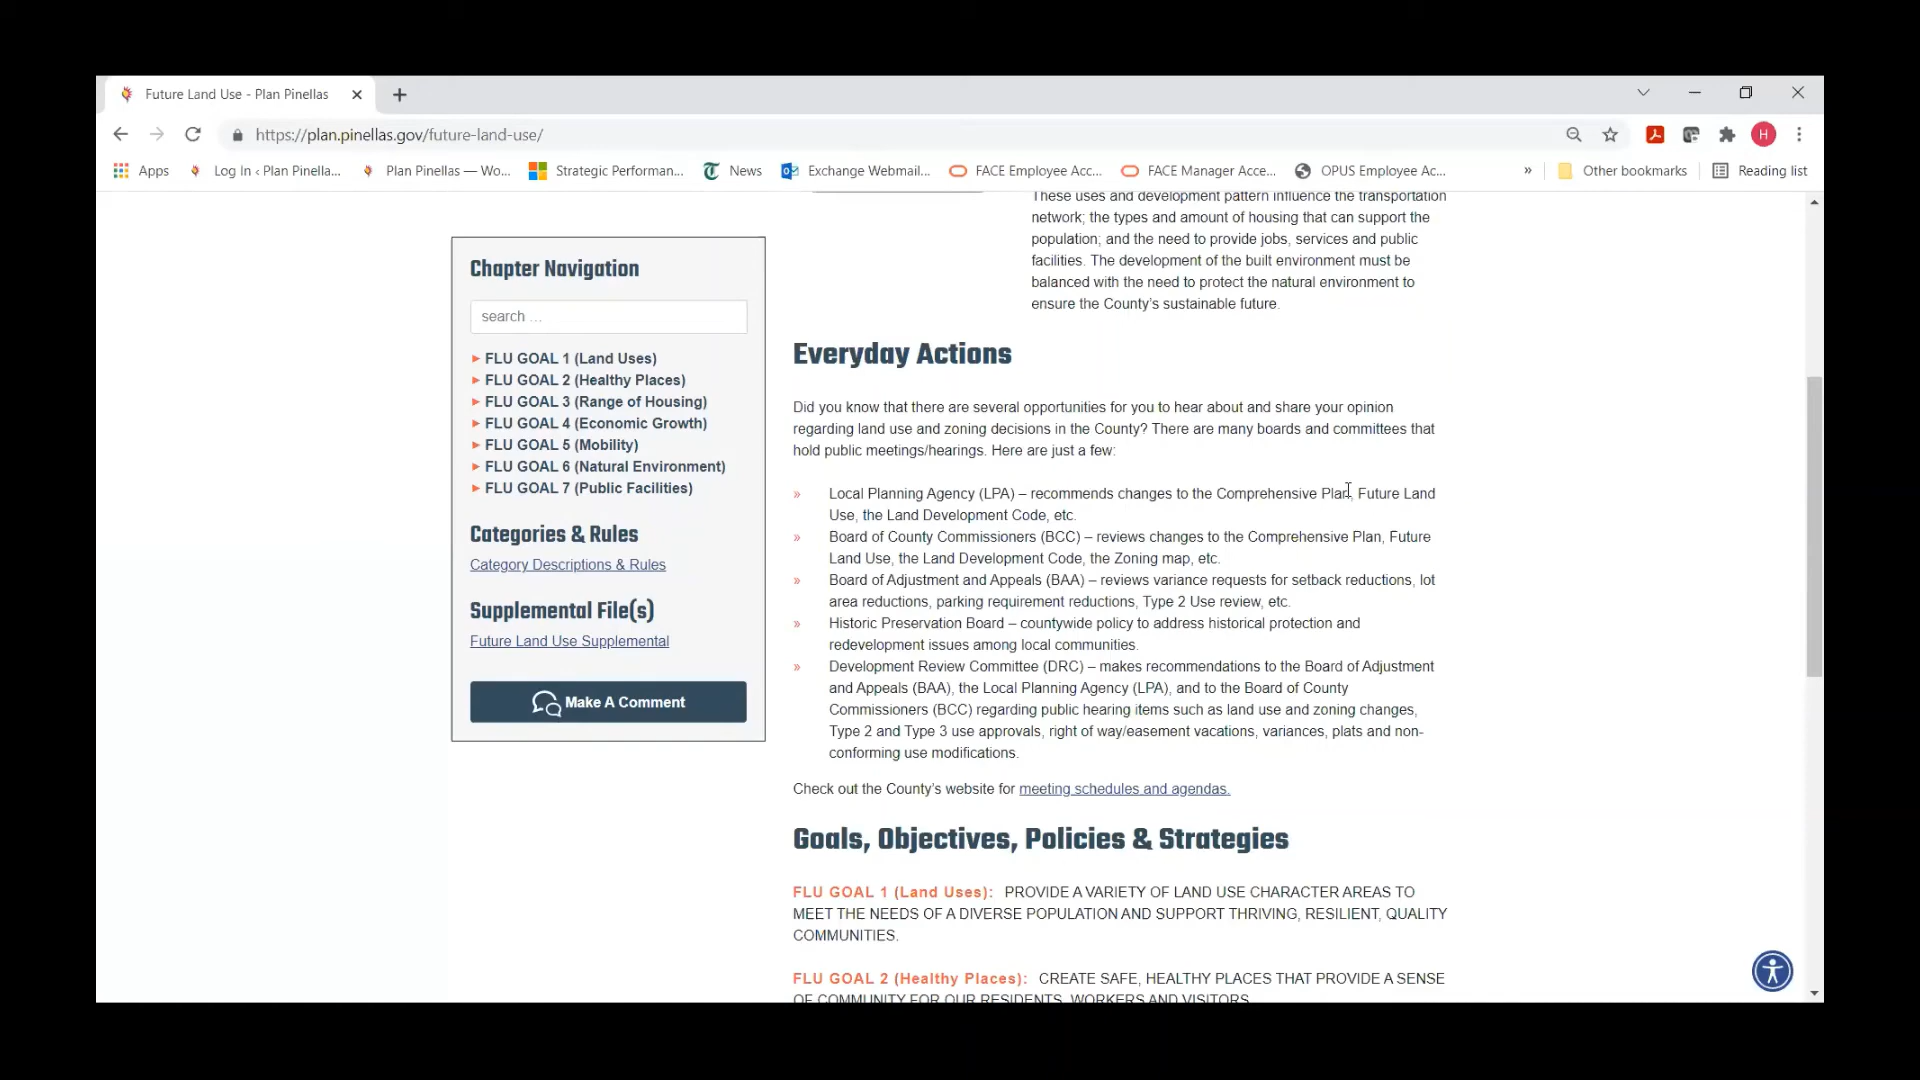 Future Land Use - Plan Pinellas
https://plan.pinellas.gov/future-land-use/
H
Apps
Log In ‹ Plan Pinella...
Plan Pinellas — Wo...
Strategic Performan...
News
Exchange Webmail...
FACE Employee Acc...
FACE Manager Acce...
OPUS Employee Ac...
»
Other bookmarks
Reading list
These uses and development pattern influence the transportation
network; the types and amount of housing that can support the
population; and the need to provide jobs, services and public
facilities. The development of the built environment must be
balanced with the need to protect the natural environment to
ensure the County's sustainable future.
Chapter Navigation
search ...
FLU GOAL 1 (Land Uses)
FLU GOAL 2 (Healthy Places)
FLU GOAL 3 (Range of Housing)
FLU GOAL 4 (Economic Growth)
FLU GOAL 5 (Mobility)
FLU GOAL 6 (Natural Environment)
FLU GOAL 7 (Public Facilities)
Categories & Rules
Category Descriptions & Rules
Supplemental File(s)
Future Land Use Supplemental
Make A Comment
Everyday Actions
Did you know that there are several opportunities for you to hear about and share your opinion
regarding land use and zoning decisions in the County? There are many boards and committees that
hold public meetings/hearings. Here are just a few:
» Local Planning Agency (LPA) – recommends changes to the Comprehensive Plan, Future Land
Use, the Land Development Code, etc.
» Board of County Commissioners (BCC) – reviews changes to the Comprehensive Plan, Future
Land Use, the Land Development Code, the Zoning map, etc.
» Board of Adjustment and Appeals (BAA) – reviews variance requests for setback reductions, lot
area reductions, parking requirement reductions, Type 2 Use review, etc.
» Historic Preservation Board – countywide policy to address historical protection and
redevelopment issues among local communities.
» Development Review Committee (DRC) – makes recommendations to the Board of Adjustment
and Appeals (BAA), the Local Planning Agency (LPA), and to the Board of County
Commissioners (BCC) regarding public hearing items such as land use and zoning changes,
Type 2 and Type 3 use approvals, right of way/easement vacations, variances, plats and non-
conforming use modifications.
Check out the County's website for meeting schedules and agendas.
Goals, Objectives, Policies & Strategies
FLU GOAL 1 (Land Uses): PROVIDE A VARIETY OF LAND USE CHARACTER AREAS TO
MEET THE NEEDS OF A DIVERSE POPULATION AND SUPPORT THRIVING, RESILIENT, QUALITY
COMMUNITIES.
FLU GOAL 2 (Healthy Places): CREATE SAFE, HEALTHY PLACES THAT PROVIDE A SENSE
OF COMMUNITY FOR OUR RESIDENTS, WORKERS AND VISITORS